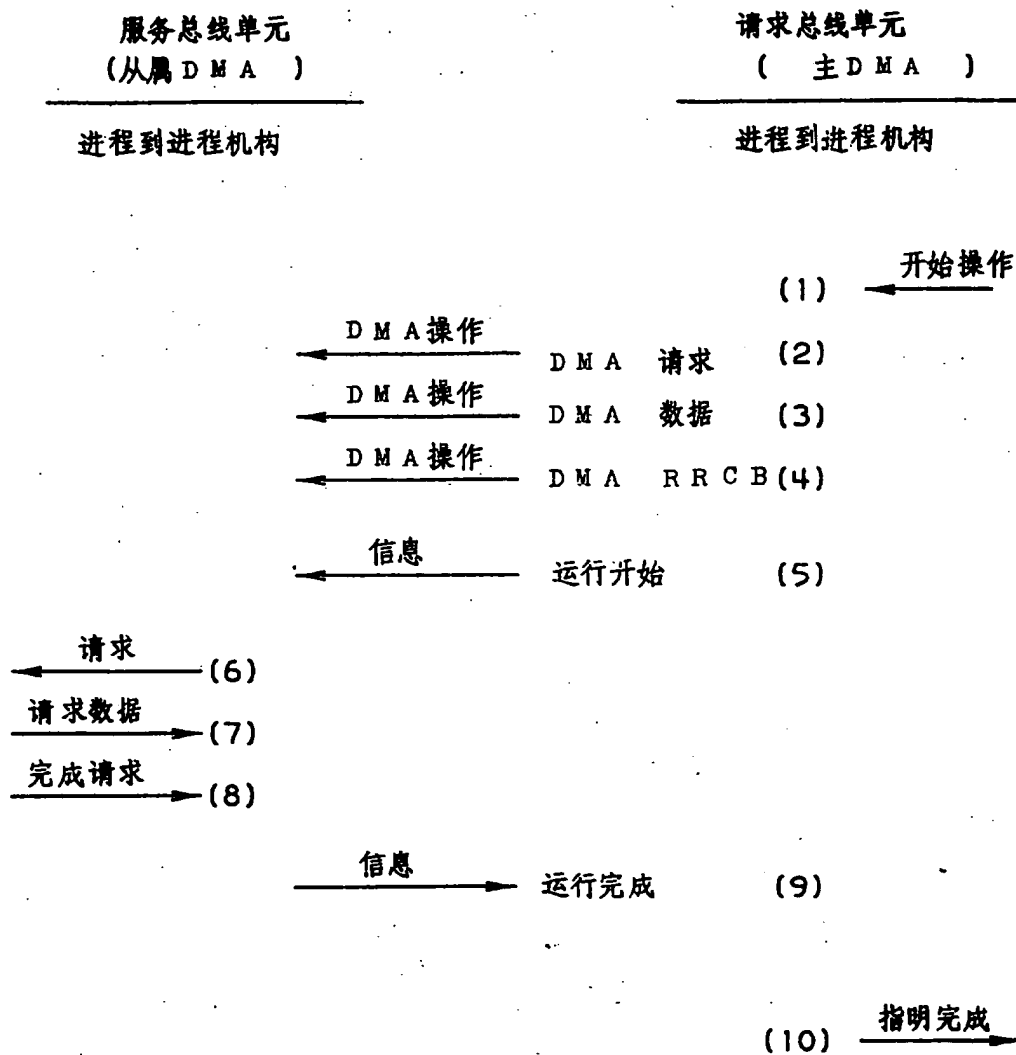 服务总线单元 请求总线单元
(从属DMA ) ( 主DMA )
进程到进程机构 进程到进程机构
开始操作
(1)
DMA操作
DMA 请求 (2)
DMA操作
DMA 数据 (3)
DMA操作
DMA RRCB(4)
信息
运行开始 (5)
请求
(6)
请求数据
(7)
完成请求
(8)
信息
运行完成 (9)
指明完成
(10)